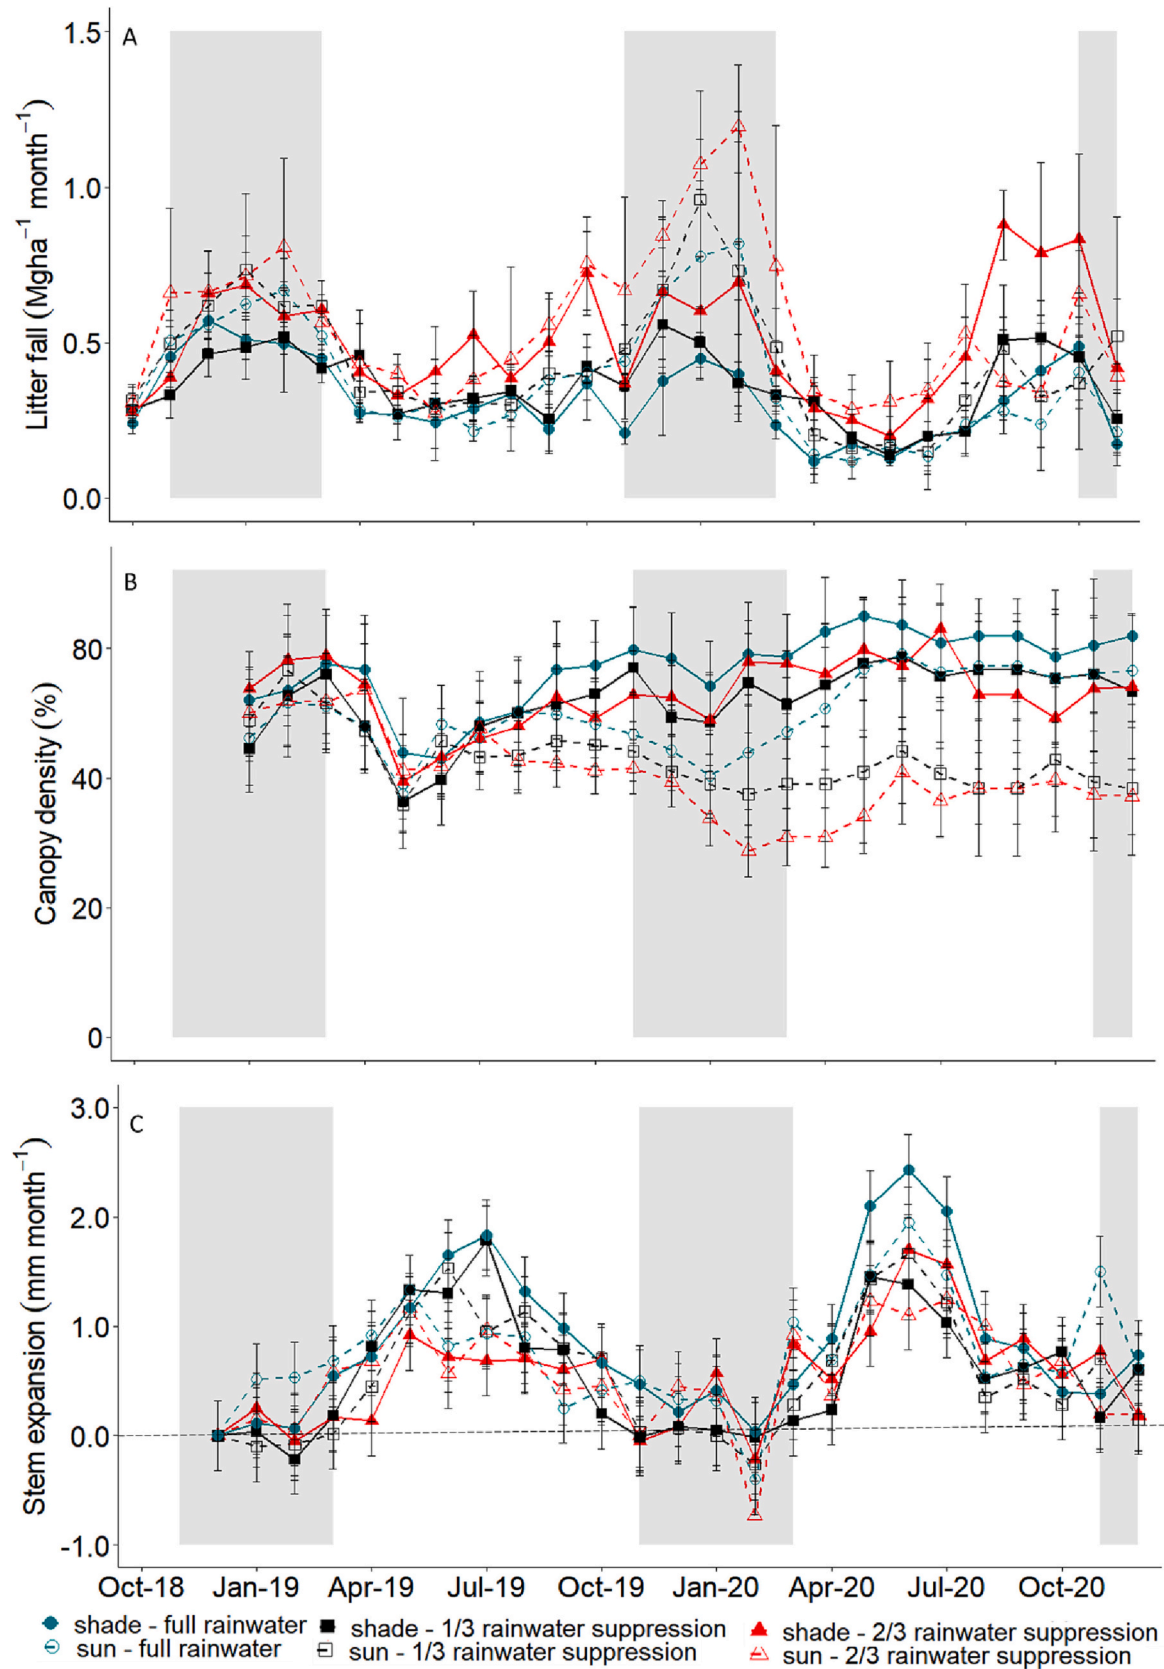 A
1.5
1.0
0.5
0.0
Litter fall (Mgha⁻¹ month⁻¹)
B
80
40
20
0
Canopy density (%)
C
3.0
2.0
1.0
0.0
-1.0
Stem expansion (mm month⁻¹)
Oct-18 Jan-19 Apr-19 Jul-19 Oct-19 Jan-20 Apr-20 Jul-20 Oct-20
shade - full rainwater shade - 1/3 rainwater suppression shade - 2/3 rainwater suppression
sun - full rainwater sun - 1/3 rainwater suppression sun - 2/3 rainwater suppression